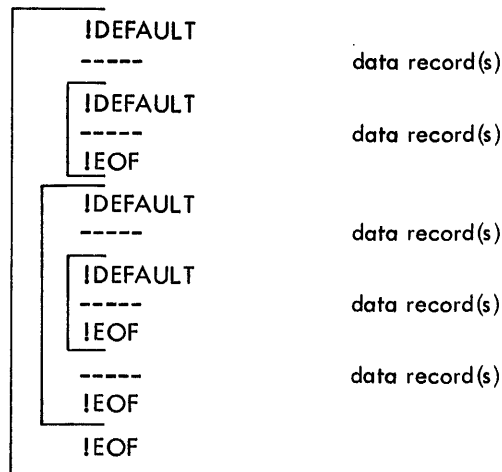 !DEFAULT
----- data record(s)
!DEFAULT
----- data record(s)
!EOF
!DEFAULT
----- data record(s)
!DEFAULT
----- data record(s)
!EOF
----- data record(s)
!EOF
!EOF